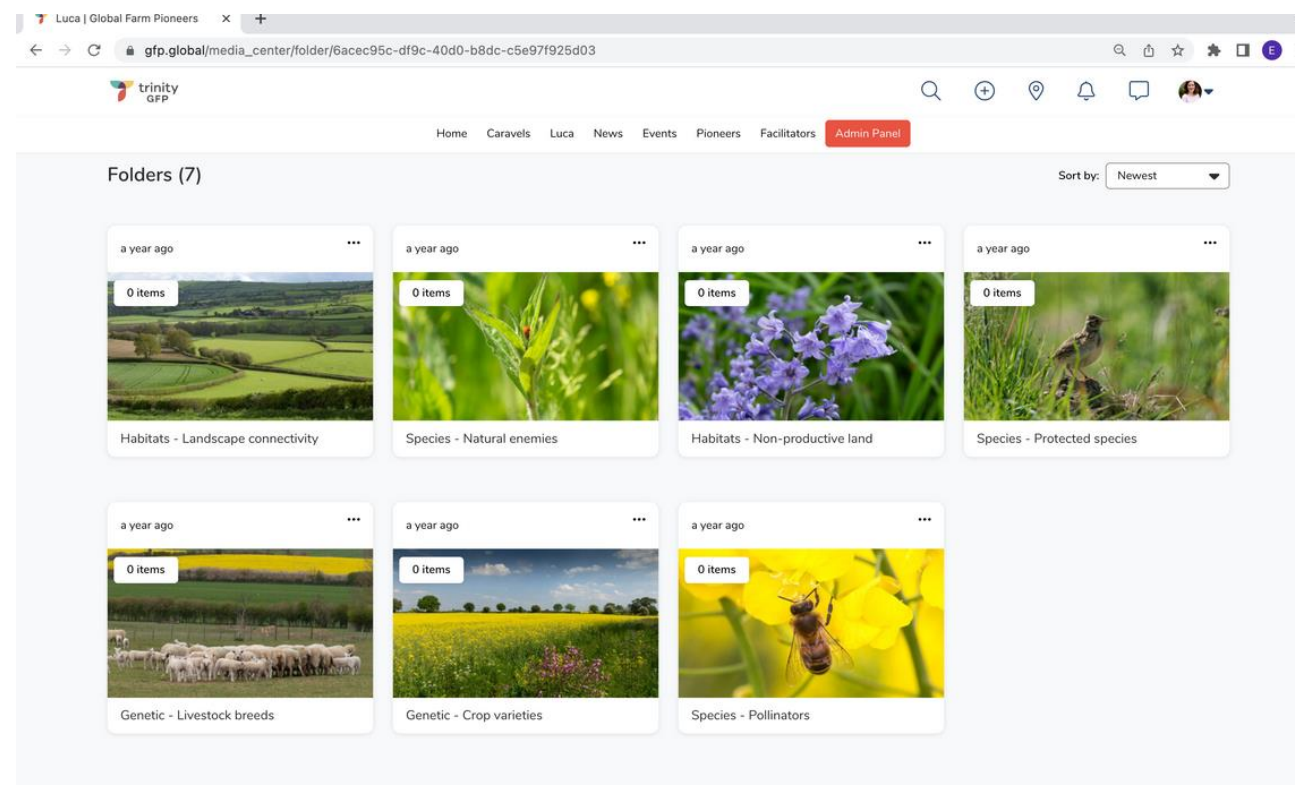 Luca | Global Farm Pioneers
gfp.global/media_center/folder/6acec95c-df9c-40d0-b8dc-c5e97f925d03
E
trinity
GFP
Home Caravels Luca News Events Pioneers Facilitators Admin Panel
Folders (7)
Sort by: Newest
a year ago
a year ago
a year ago
a year ago
0 items
0 items
0 items
0 items
Habitats - Landscape connectivity
Species - Natural enemies
Habitats - Non-productive land
Species - Protected species
a year ago
a year ago
a year ago
0 items
0 items
0 items
Genetic - Livestock breeds
Genetic - Crop varieties
Species - Pollinators